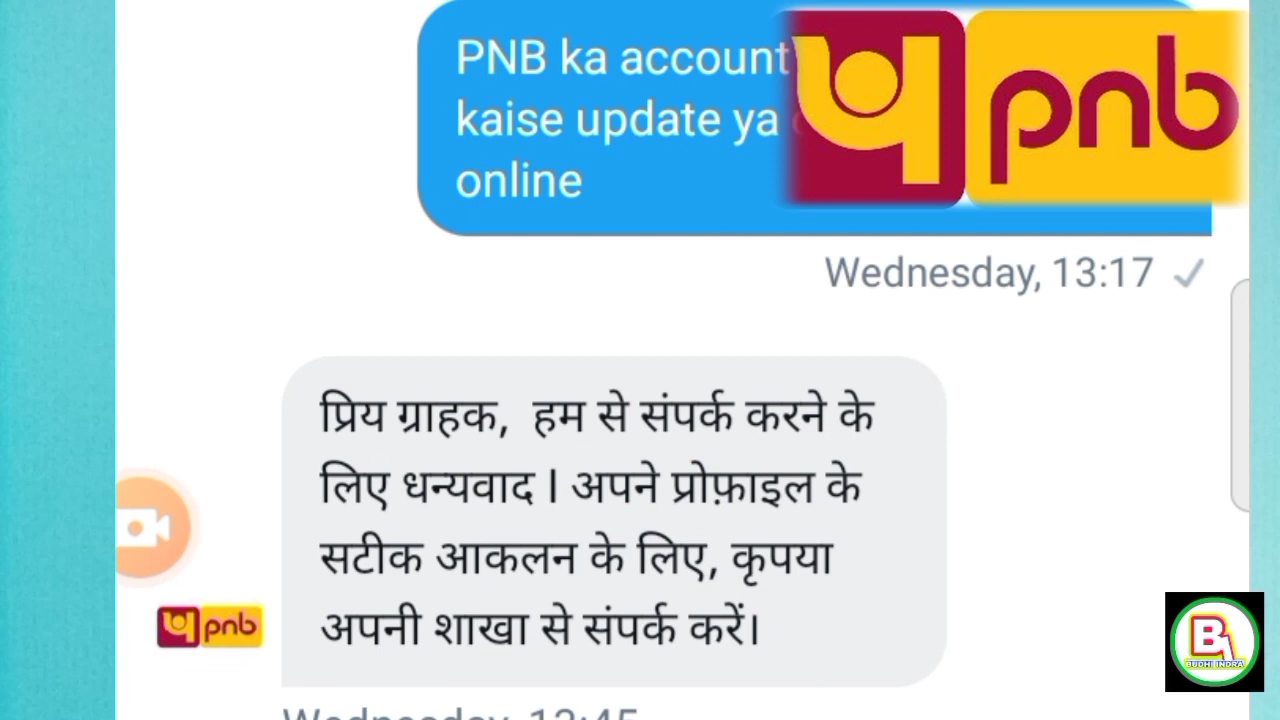 PNB ka account
kaise update ya
online
प pnb
Wednesday, 13:17
प्रिय ग्राहक, हम से संपर्क करने के
लिए धन्यवाद I अपने प्रोफ़ाइल के
सटीक आकलन के लिए, कृपया
अपनी शाखा से संपर्क करें।
प pnb
BUDHI INDRA
Wednesday, 13:45